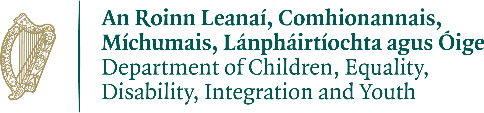 An Roinn Leanaí, Comhionannais,
Míchumais, Lánpháirtíochta agus Óige
Department of Children, Equality,
Disability, Integration and Youth